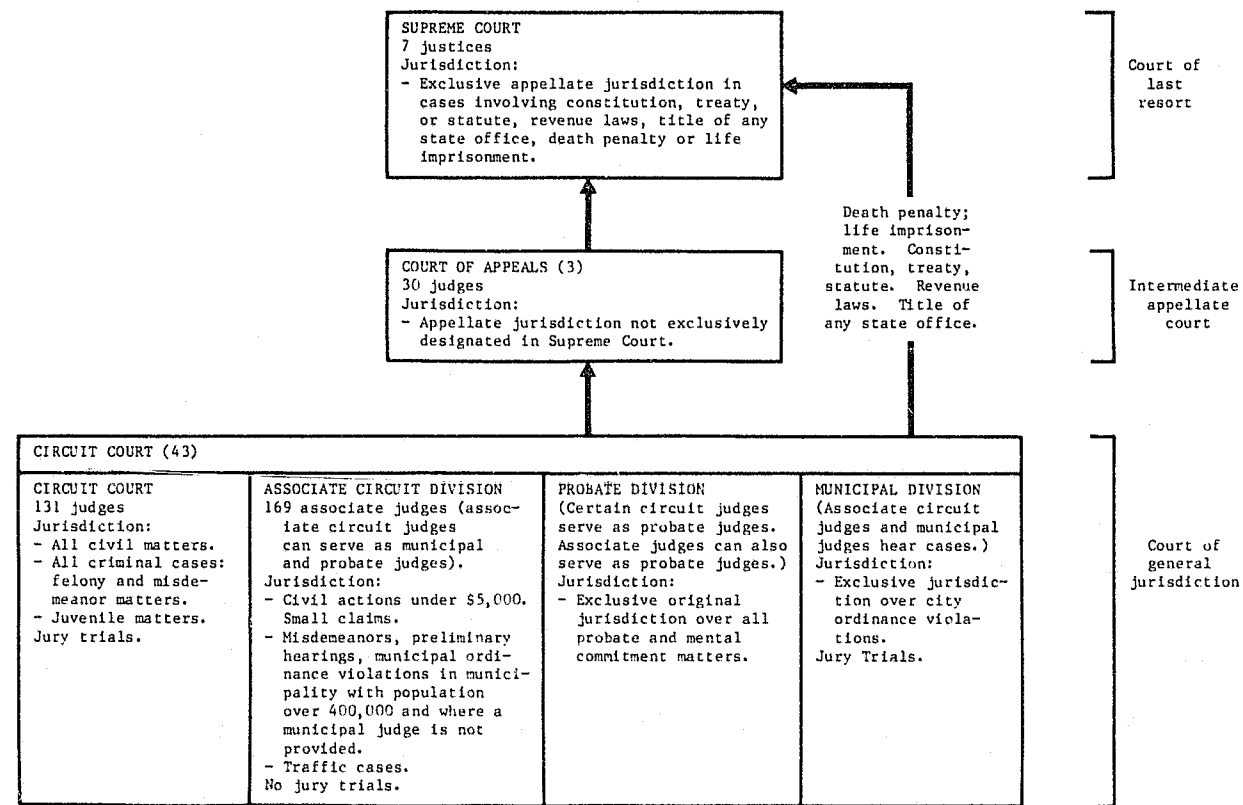 SUPREME COURT
7 justices
Jurisdiction:
- Exclusive appellate jurisdiction in
cases involving constitution, treaty,
or statute, revenue laws, title of any
state office, death penalty or life
imprisonment.
Court of
last
resort
Death penalty;
life imprison-
ment. Consti-
tution, treaty,
statute. Revenue
laws. Title of
any state office.
COURT OF APPEALS (3)
30 judges
Jurisdiction:
- Appellate jurisdiction not exclusively
designated in Supreme Court.
Intermediate
appellate
court
CIRCUIT COURT (43)
CIRCUIT COURT
131 judges
Jurisdiction:
- All civil matters.
- All criminal cases:
felony and misde-
meanor matters.
- Juvenile matters.
Jury trials.
ASSOCIATE CIRCUIT DIVISION
169 associate judges (assoc-
iate circuit judges
can serve as municipal
and probate judges).
Jurisdiction:
- Civil actions under $5,000.
Small claims.
- Misdemeanors, preliminary
hearings, municipal ordi-
nance violations in munici-
pality with population
over 400,000 and where a
municipal judge is not
provided.
- Traffic cases.
No jury trials.
PROBATE DIVISION
(Certain circuit judges
serve as probate judges.
Associate judges can also
serve as probate judges.)
Jurisdiction:
- Exclusive original
jurisdiction over all
probate and mental
commitment matters.
MUNICIPAL DIVISION
(Associate circuit
judges and municipal
judges hear cases.)
Jurisdiction:
- Exclusive jurisdic-
tion over city
ordinance viola-
tions.
Jury Trials.
Court of
general
jurisdiction